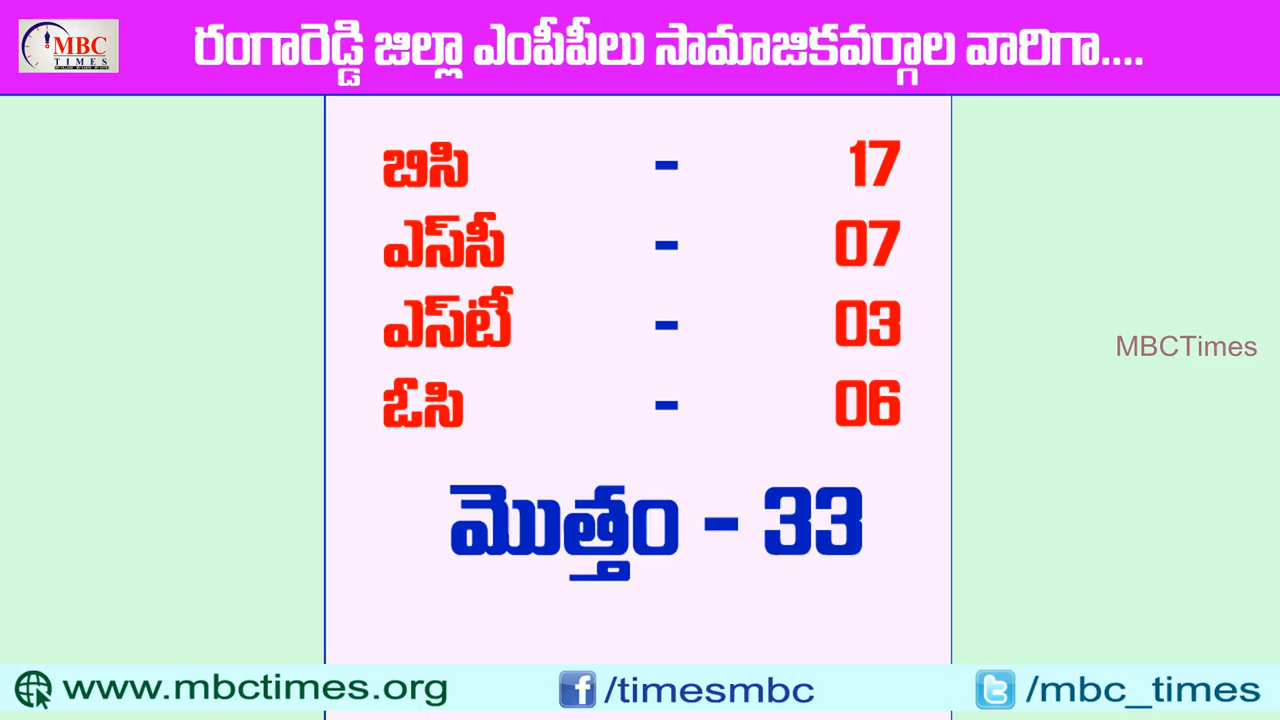 MBC
TIMES
రంగారెడ్డి జిల్లా ఎంపీపీలు సామాజికవర్గాల వారిగా....
బిసి - 17
ఎస్‌సీ - 07
ఎస్‌టీ - 03
ఓసి - 06
మొత్తం - 33
MBCTimes
www.mbctimes.org /timesmbc /mbc_times